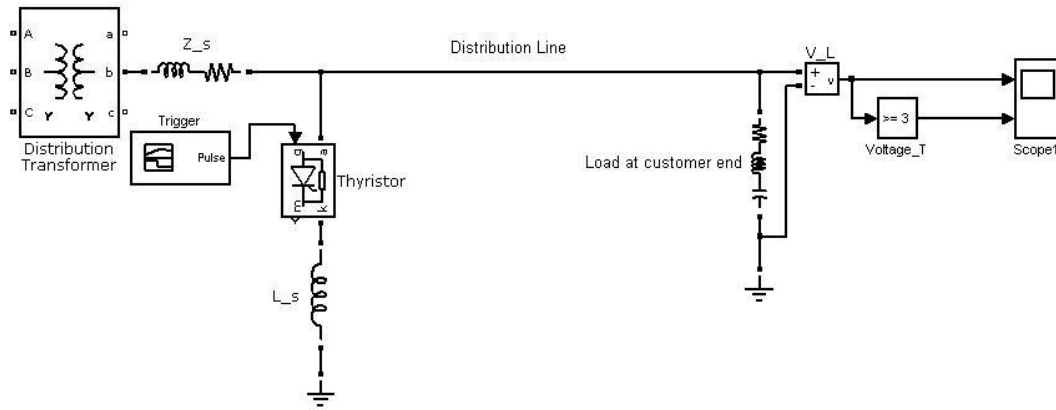 A
B
C
a
b
c
Y Y
Distribution
Transformer
Z_s
Distribution Line
Trigger
Pulse
g
a
m
k
Thyristor
L_s
Load at customer end
V_L
+
-
v
>= 3
Voltage_T
Scope1